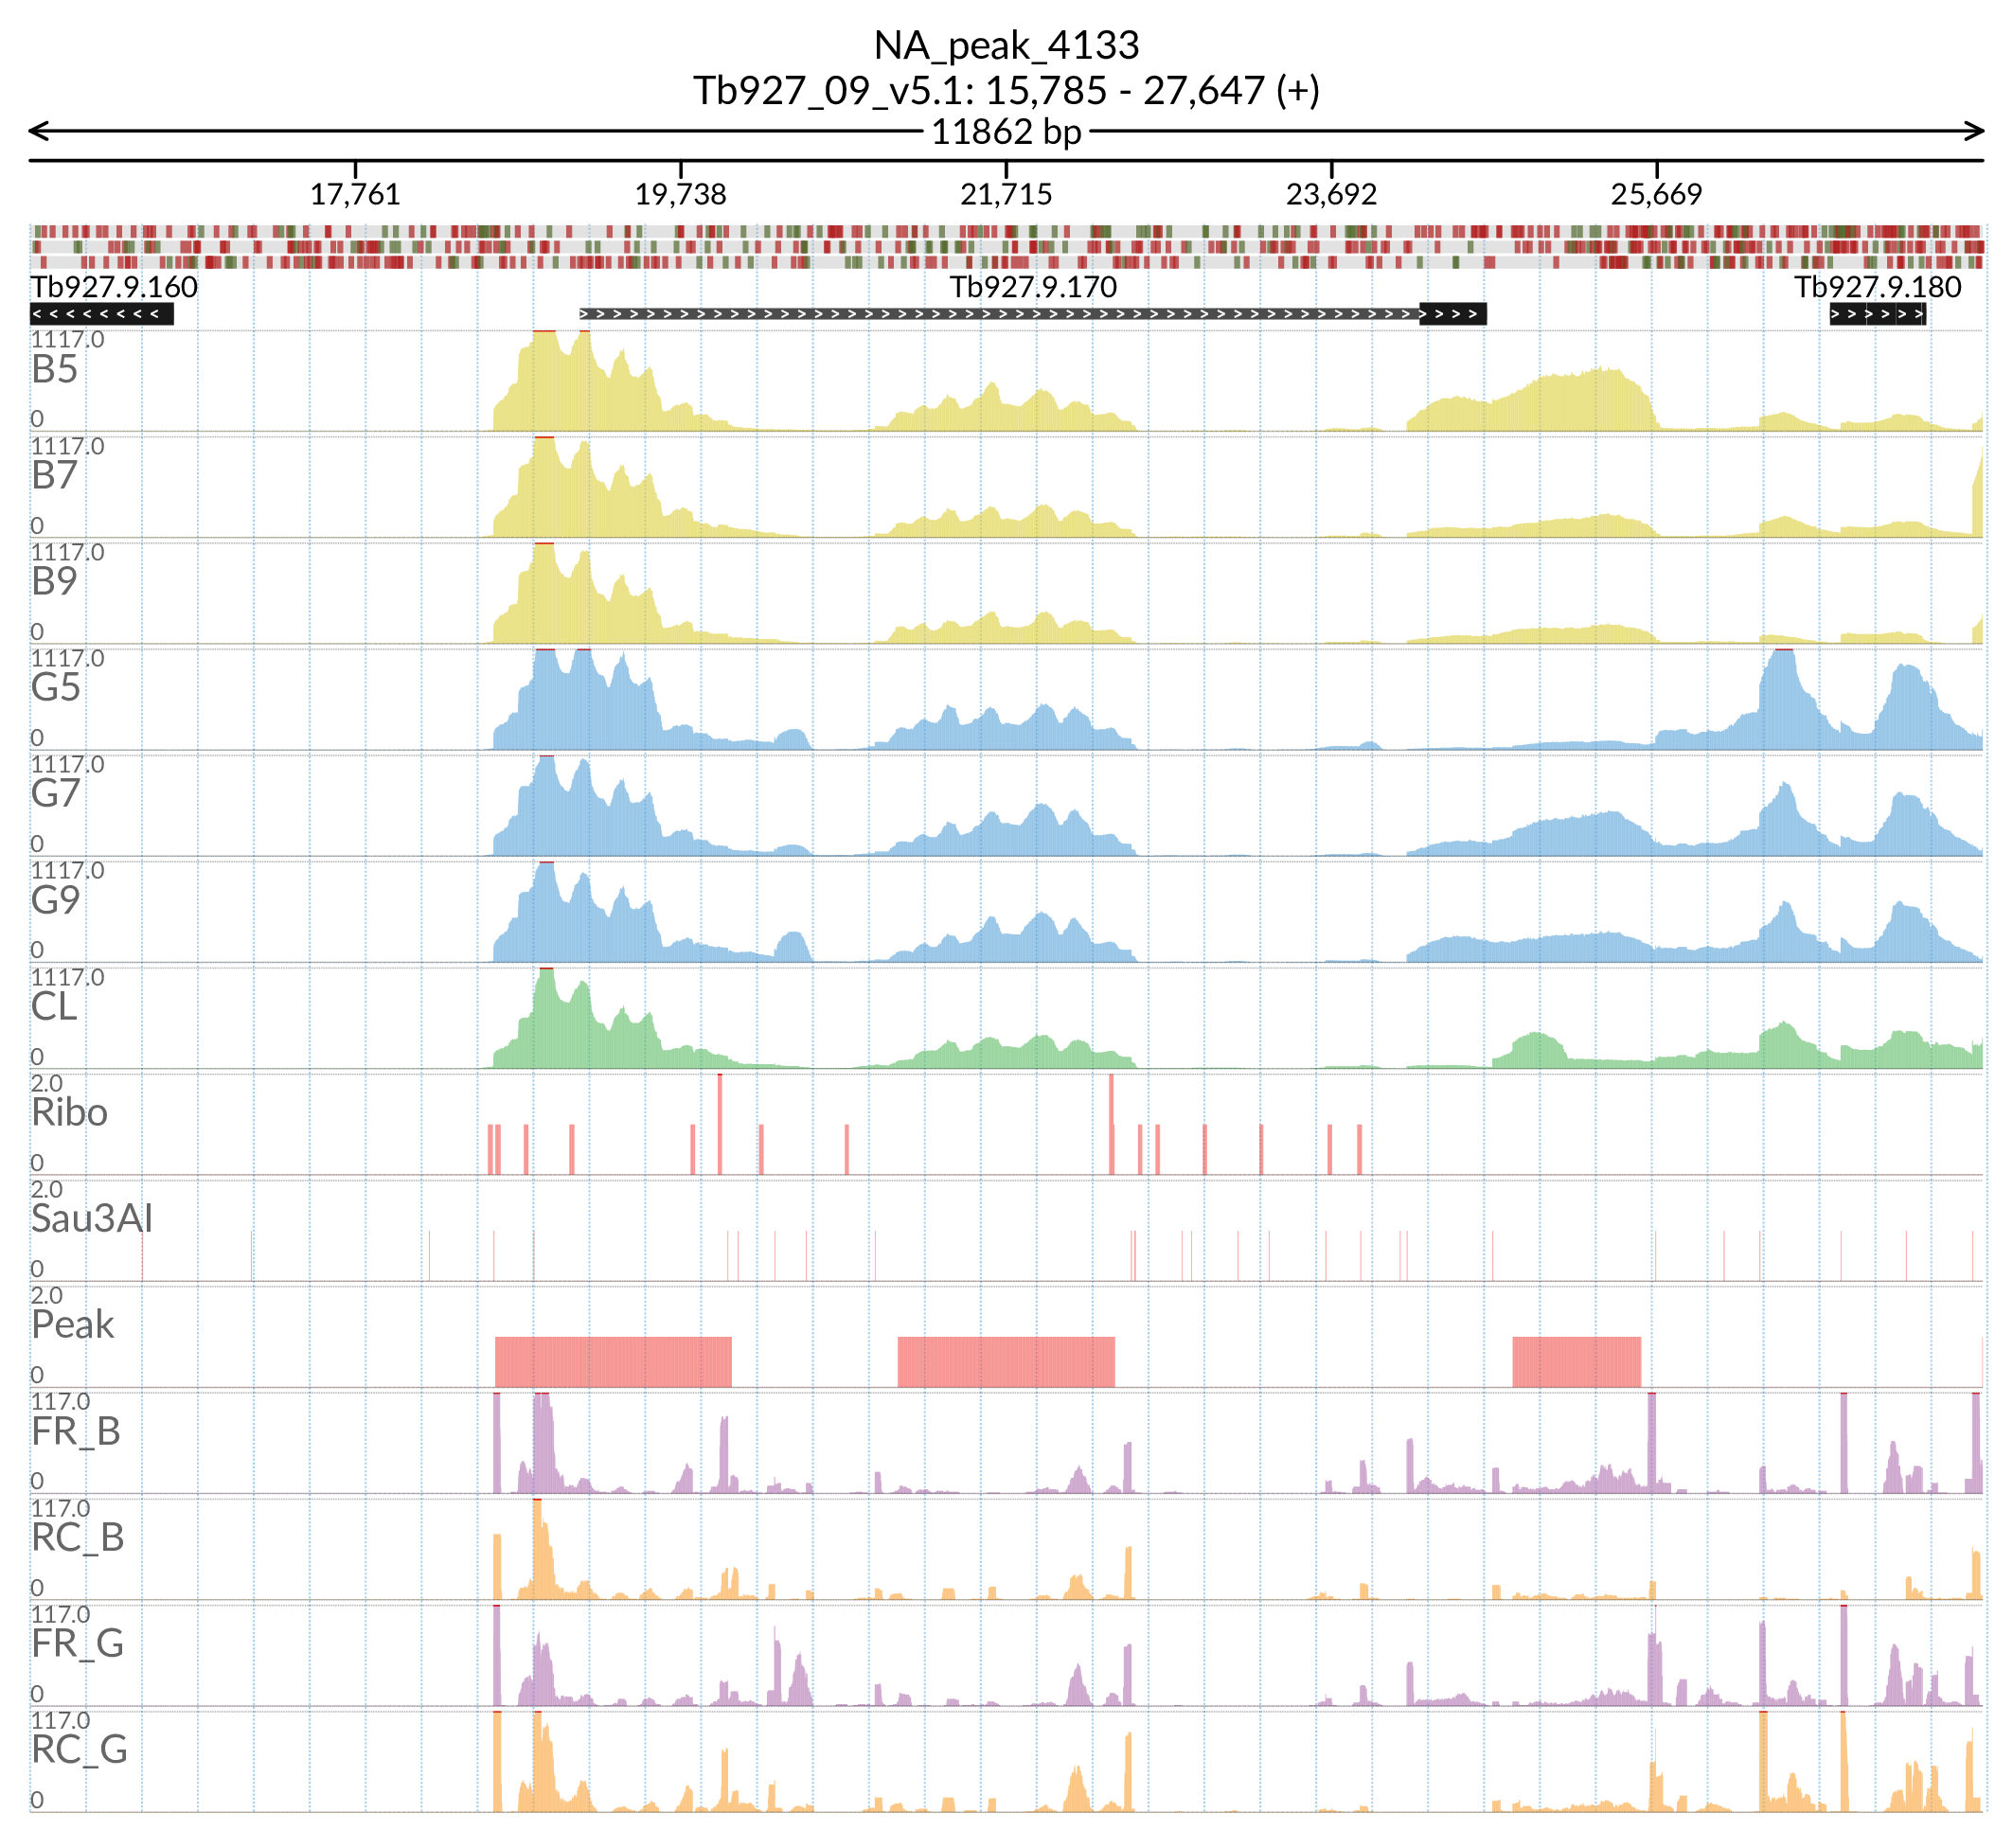 NA_peak_4133
Tb927_09_v5.1: 15,785 - 27,647 (+)
11862 bp
17,761 19,738 21,715 23,692 25,669
Tb927.9.160 Tb927.9.170 Tb927.9.180
1117.0
B5
0
1117.0
B7
0
1117.0
B9
0
1117.0
G5
0
1117.0
G7
0
1117.0
G9
0
1117.0
CL
0
2.0
Ribo
0
2.0
Sau3AI
0
2.0
Peak
0
117.0
FR_B
0
117.0
RC_B
0
117.0
FR_G
0
117.0
RC_G
0